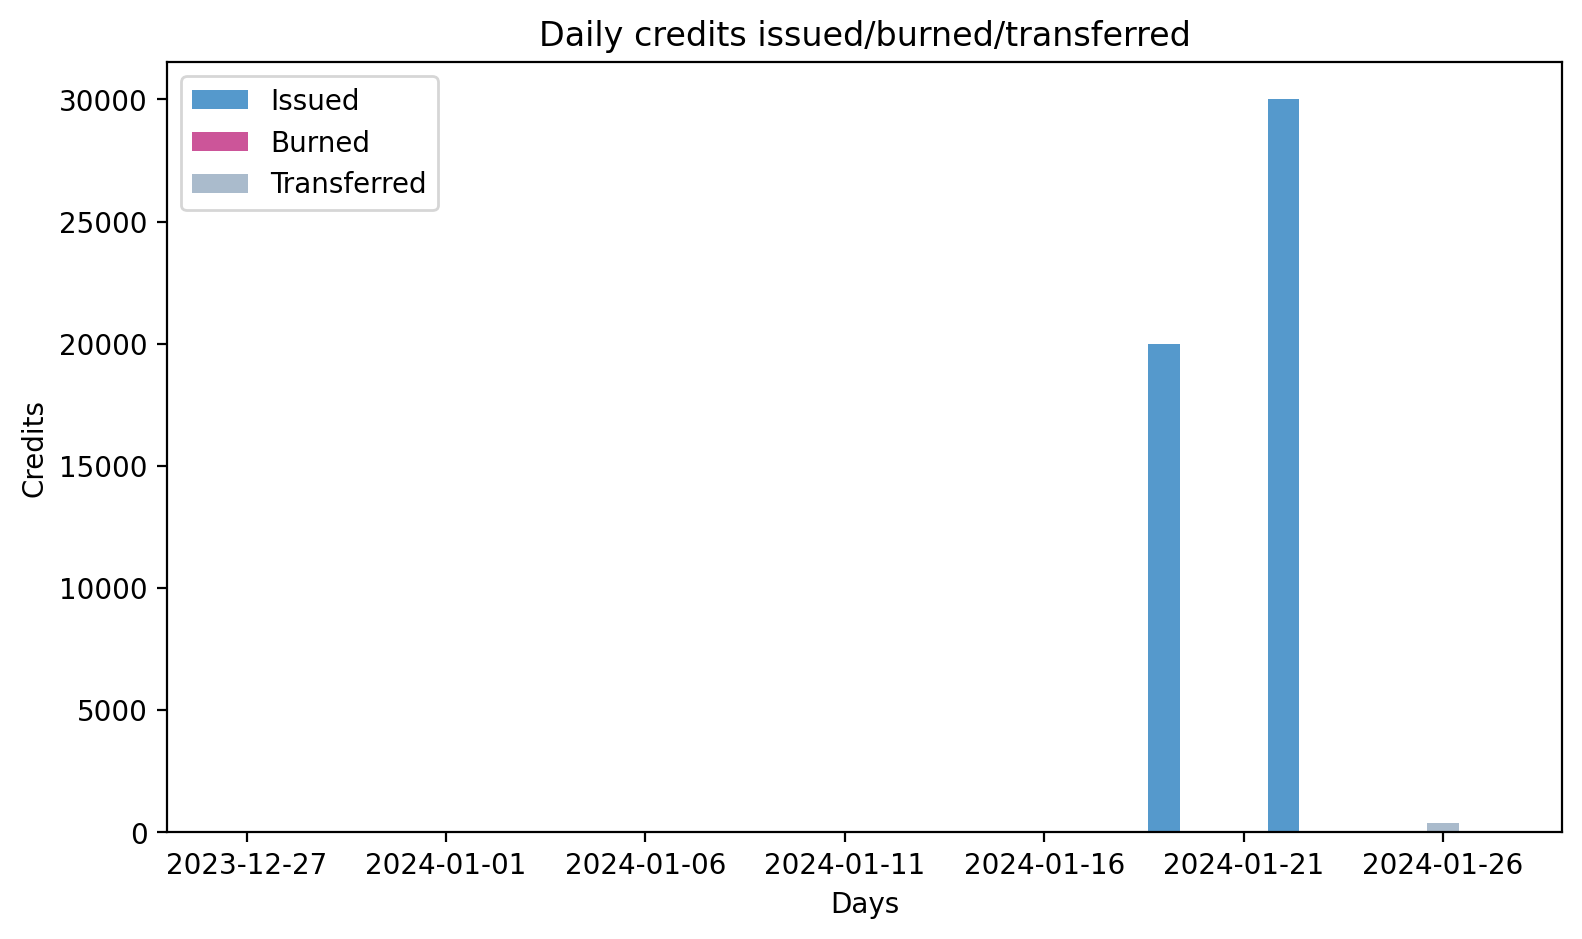 Daily credits issued/burned/transferred
Issued
Burned
Transferred
30000
25000
20000
15000
10000
5000
0
Credits
2023-12-27 2024-01-01 2024-01-06 2024-01-11 2024-01-16 2024-01-21 2024-01-26
Days